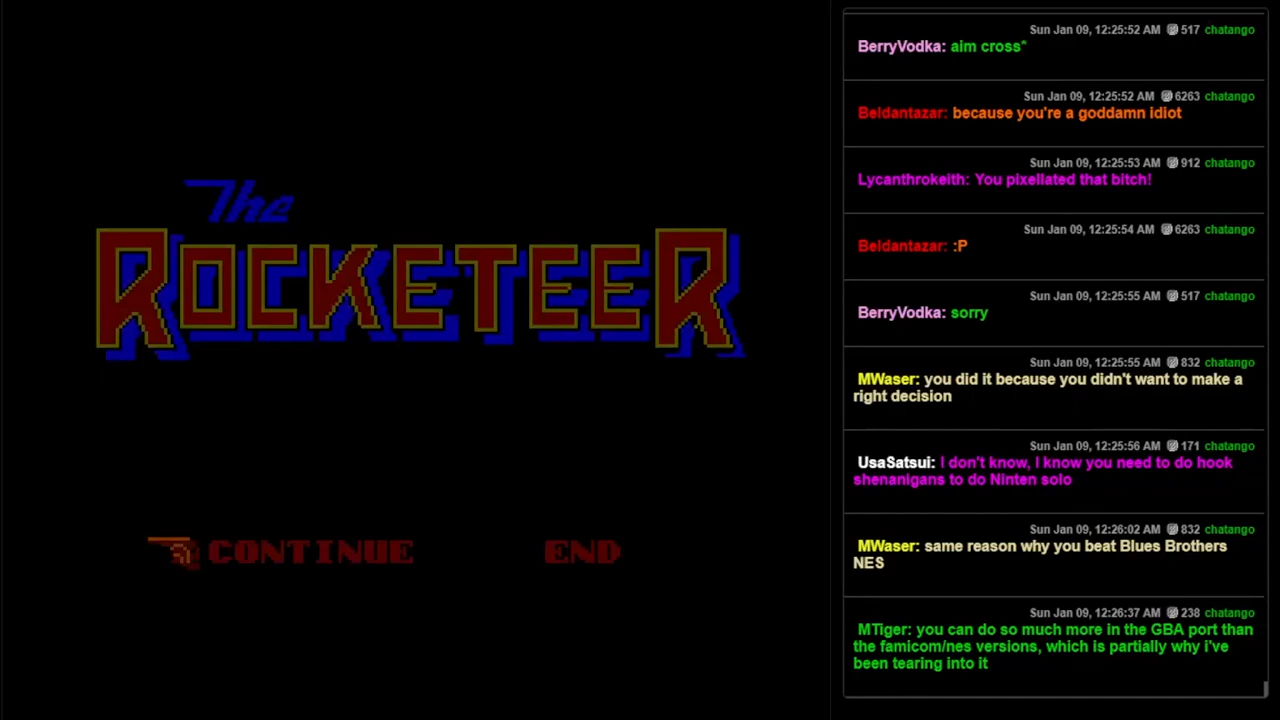 The
ROCKETEER
CONTINUE END
Sun Jan 09, 12:25:52 AM 517 chatango
BerryVodka: aim cross*
Sun Jan 09, 12:25:52 AM 6263 chatango
Beldantazar: because you're a goddamn idiot
Sun Jan 09, 12:25:53 AM 912 chatango
Lycanthrokeith: You pixellated that bitch!
Sun Jan 09, 12:25:54 AM 6263 chatango
Beldantazar: :P
Sun Jan 09, 12:25:55 AM 517 chatango
BerryVodka: sorry
Sun Jan 09, 12:25:55 AM 832 chatango
MWaser: you did it because you didn't want to make a
right decision
Sun Jan 09, 12:25:56 AM 171 chatango
UsaSatsui: I don't know, I know you need to do hook
shenanigans to do Ninten solo
Sun Jan 09, 12:26:02 AM 832 chatango
MWaser: same reason why you beat Blues Brothers
NES
Sun Jan 09, 12:26:37 AM 238 chatango
MTiger: you can do so much more in the GBA port than
the famicom/nes versions, which is partially why i've
been tearing into it